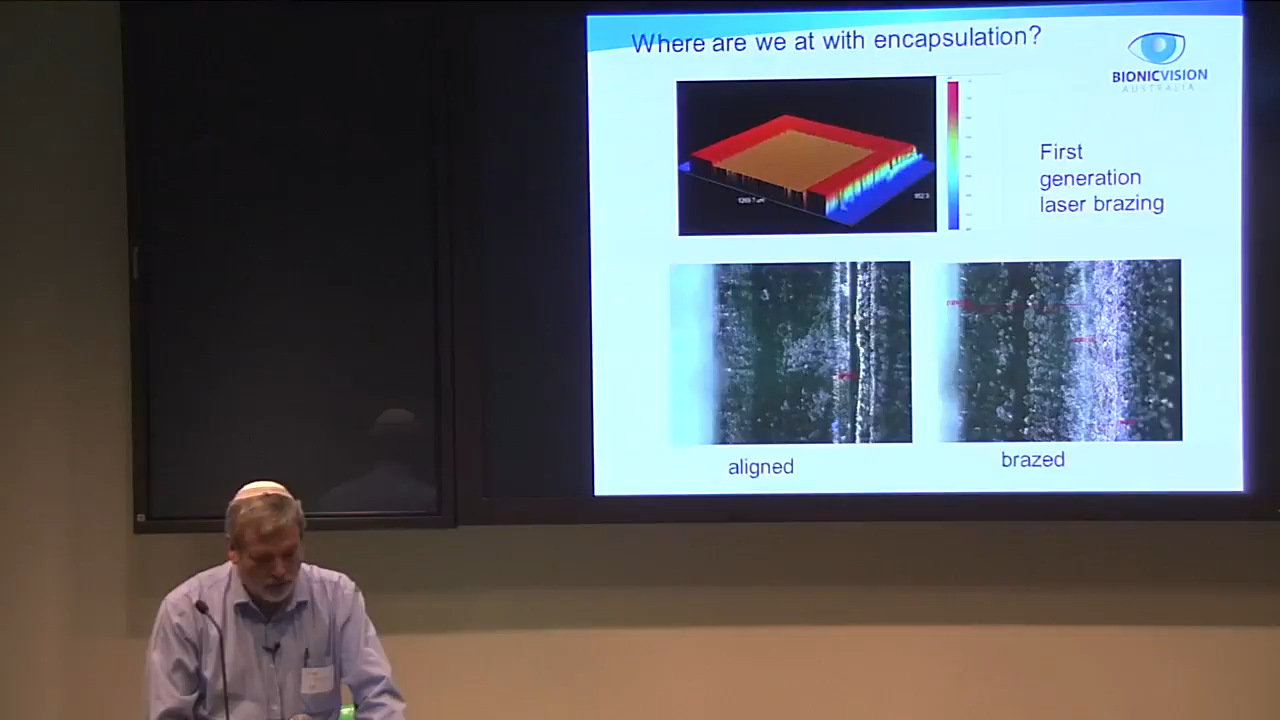 Where are we at with encapsulation?
BIONICVISION
AUSTRALIA
First
generation
laser brazing
aligned
brazed